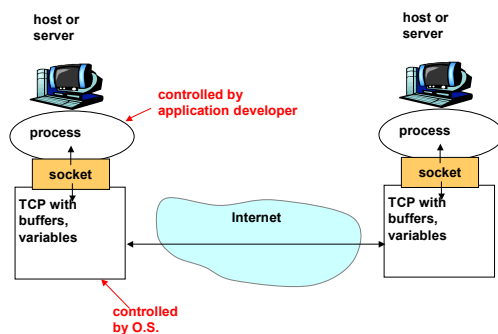 host or
server
controlled by
application developer
process
socket
TCP with
buffers,
variables
controlled
by O.S.
Internet
host or
server
process
socket
TCP with
buffers,
variables